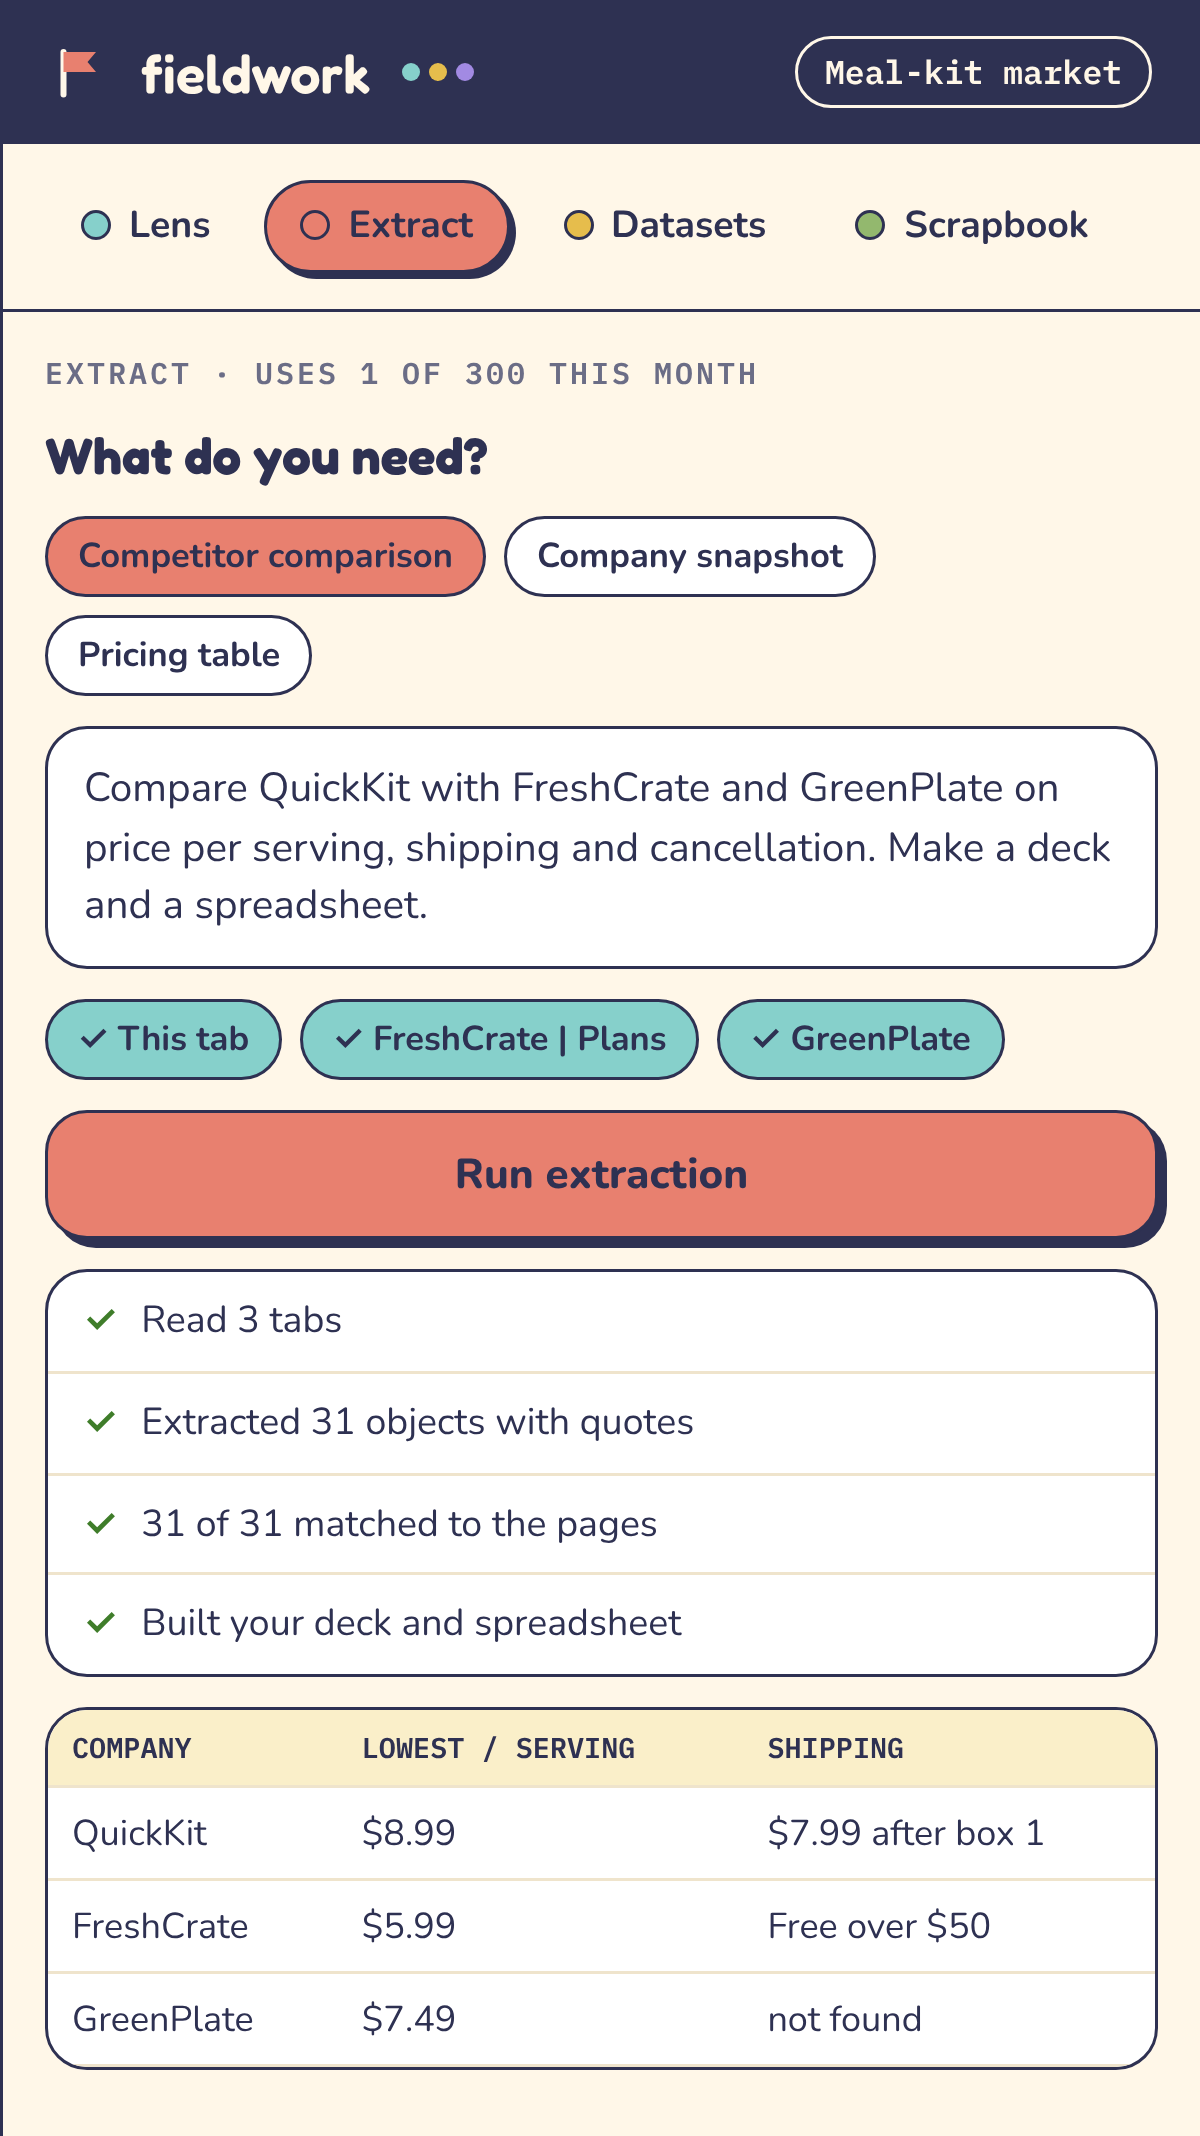 fieldwork
Meal-kit market
Lens
Extract
Datasets
Scrapbook
EXTRACT · USES 1 OF 300 THIS MONTH
What do you need?
Competitor comparison
Company snapshot
Pricing table
Compare QuickKit with FreshCrate and GreenPlate on
price per serving, shipping and cancellation. Make a deck
and a spreadsheet.
✓ This tab
✓ FreshCrate | Plans
✓ GreenPlate
Run extraction
✓ Read 3 tabs
✓ Extracted 31 objects with quotes
✓ 31 of 31 matched to the pages
✓ Built your deck and spreadsheet
COMPANY LOWEST / SERVING SHIPPING
QuickKit $8.99 $7.99 after box 1
FreshCrate $5.99 Free over $50
GreenPlate $7.49 not found